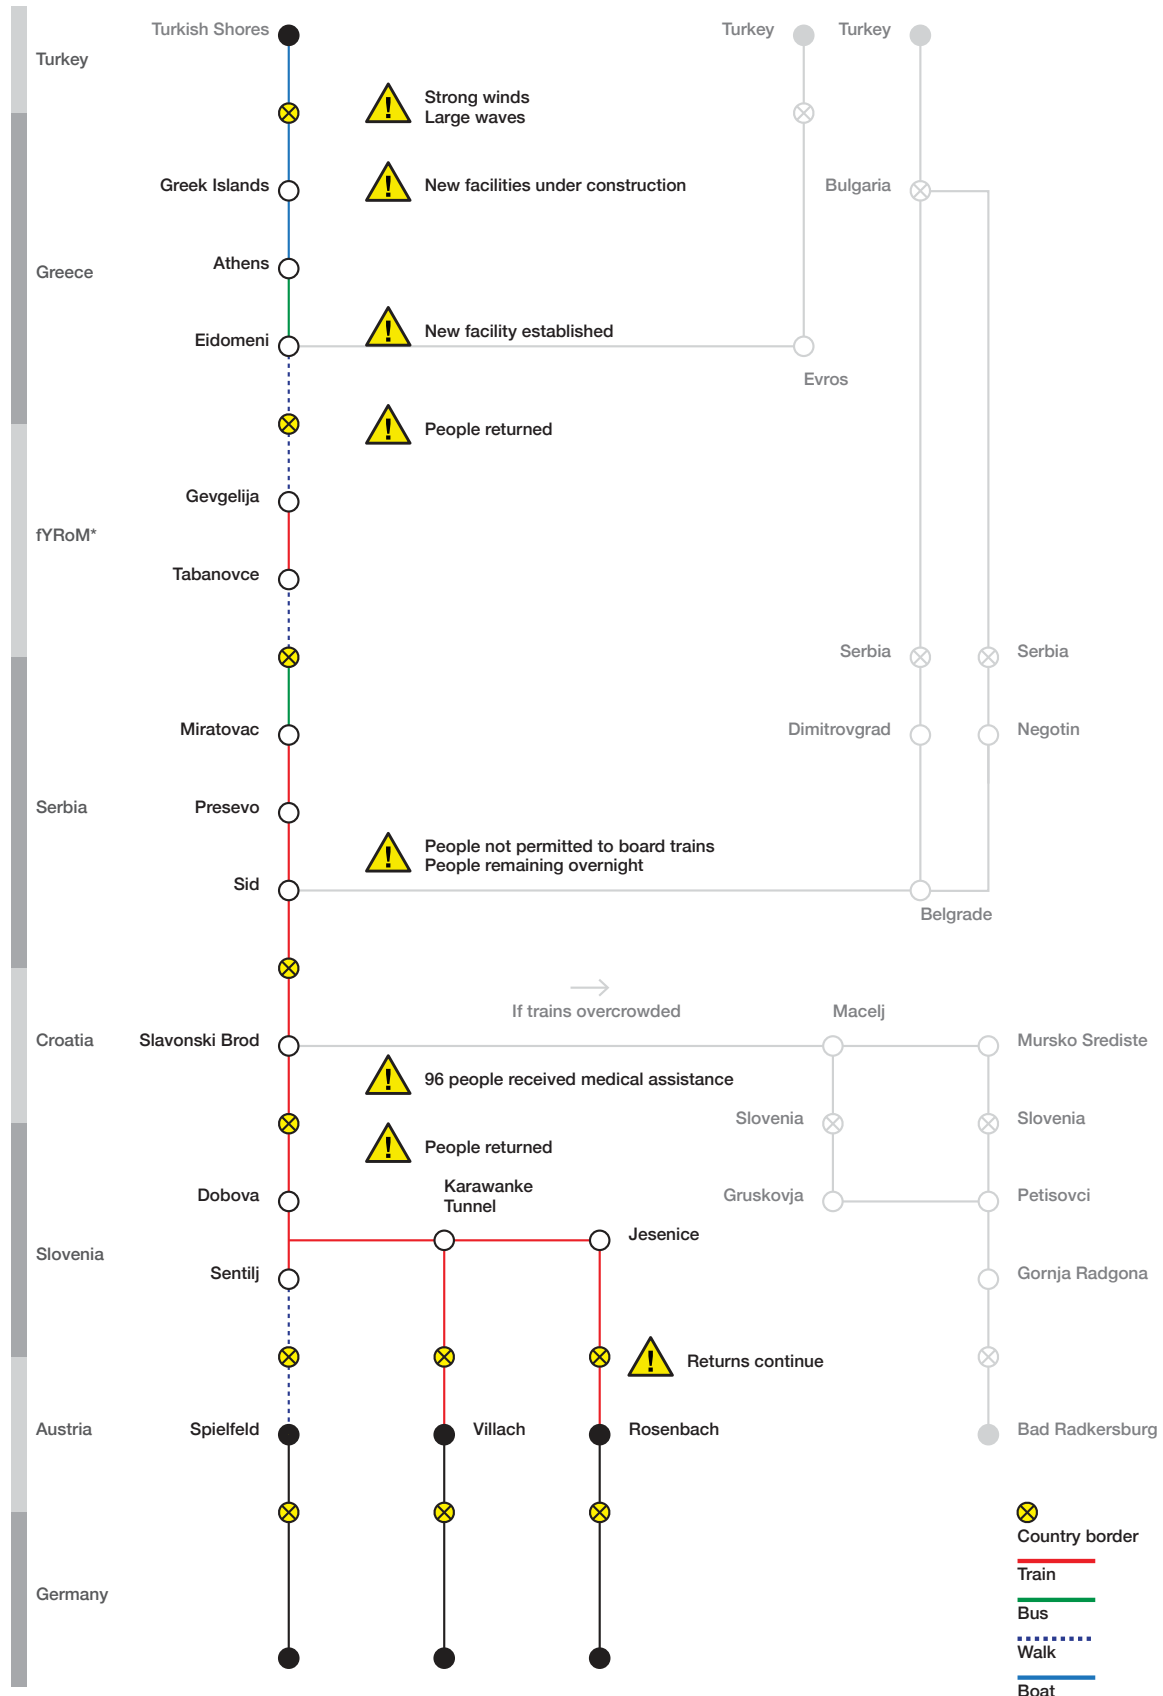 Turkish Shores
Turkey
Turkey
Turkey
Strong winds
Large waves
Greek Islands
New facilities under construction
Bulgaria
Athens
Greece
Eidomeni
New facility established
Evros
People returned
Gevgelija
fYRoM*
Tabanovce
Serbia
Serbia
Miratovac
Dimitrovgrad
Negotin
Serbia
Presevo
People not permitted to board trains
People remaining overnight
Sid
Belgrade
If trains overcrowded
Macelj
Croatia
Slavonski Brod
Mursko Srediste
96 people received medical assistance
Slovenia
Slovenia
People returned
Karawanke
Tunnel
Dobova
Gruskovja
Petisovci
Jesenice
Slovenia
Sentilj
Gornja Radgona
Returns continue
Austria
Spielfeld
Villach
Rosenbach
Bad Radkersburg
Country border
Train
Germany
Bus
Walk
Boat